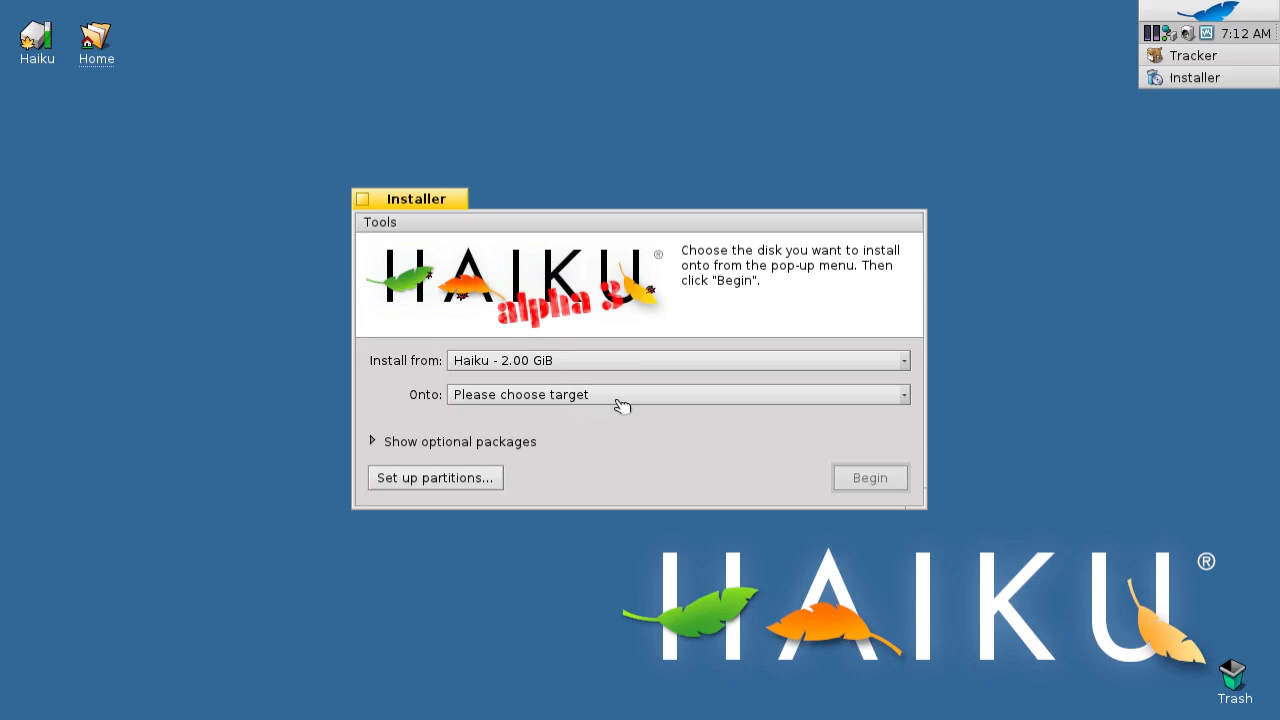 Haiku
Home
7:12 AM
Tracker
Installer
Installer
Tools
HAIKU®
alpha 3
Choose the disk you want to install
onto from the pop-up menu. Then
click "Begin".
Install from: Haiku - 2.00 GiB
Onto: Please choose target
Show optional packages
Set up partitions...
Begin
HAIKU®
Trash